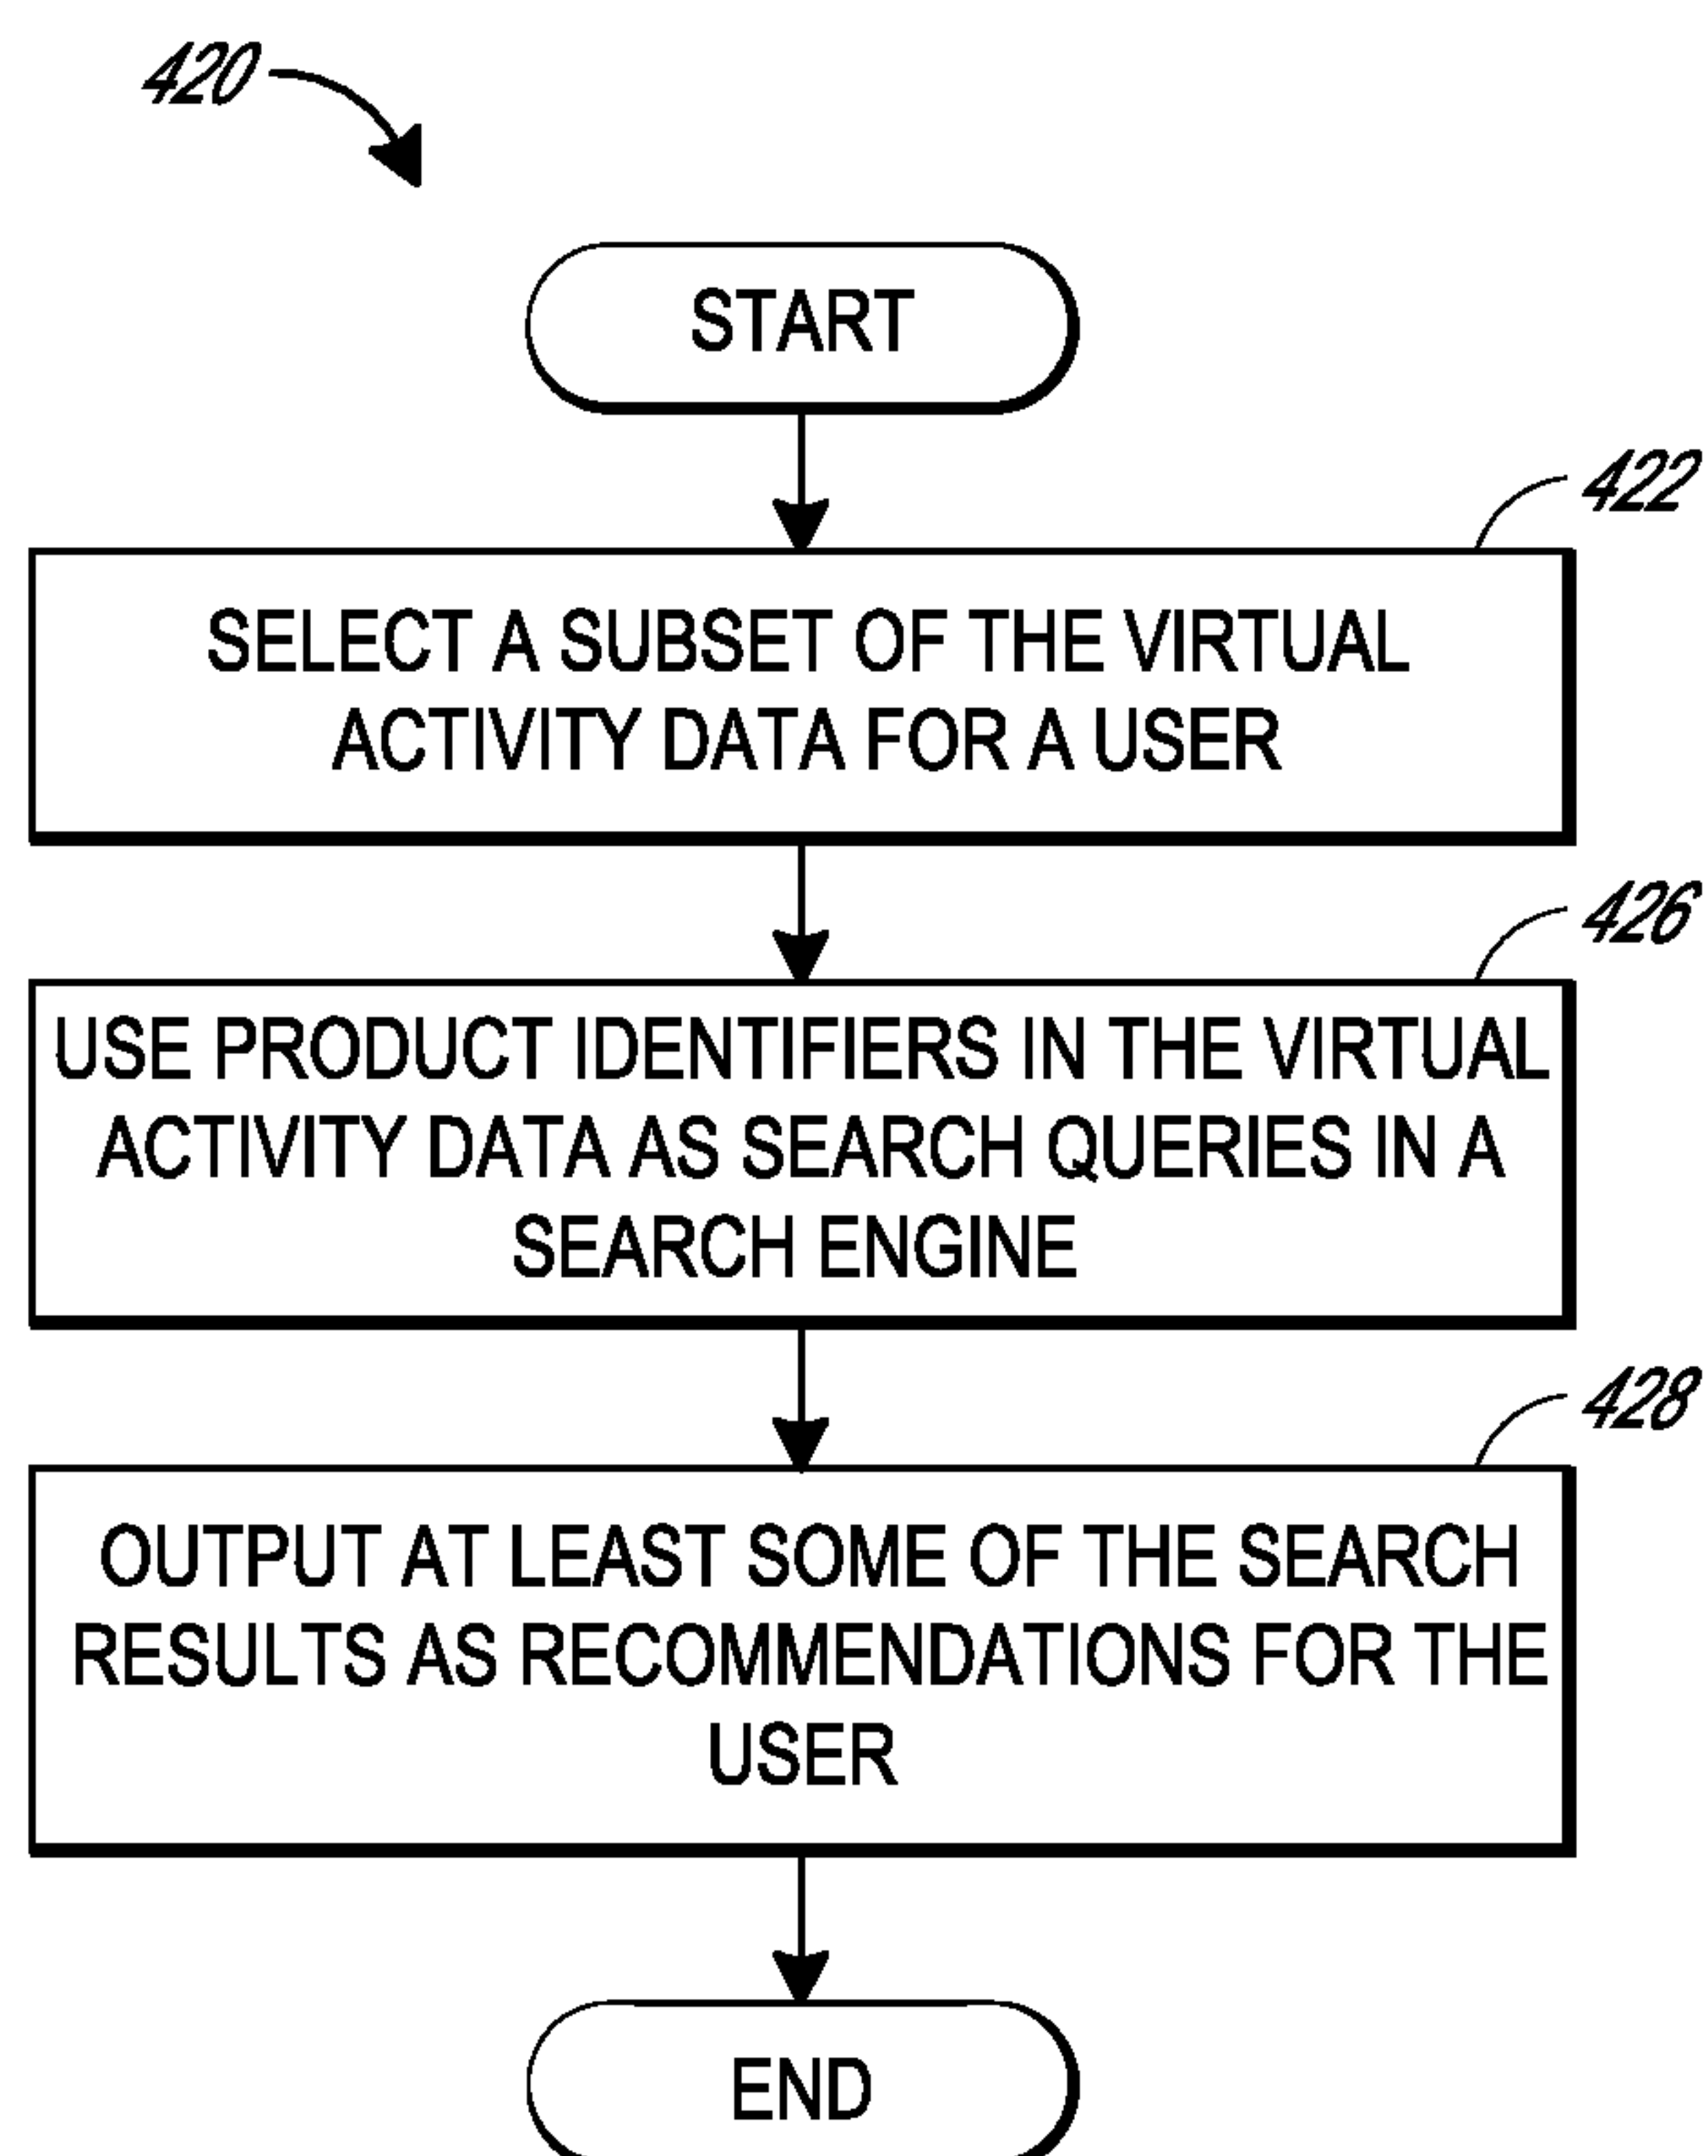 420
START
422
SELECT A SUBSET OF THE VIRTUAL
ACTIVITY DATA FOR A USER
426
USE PRODUCT IDENTIFIERS IN THE VIRTUAL
ACTIVITY DATA AS SEARCH QUERIES IN A
SEARCH ENGINE
428
OUTPUT AT LEAST SOME OF THE SEARCH
RESULTS AS RECOMMENDATIONS FOR THE
USER
END